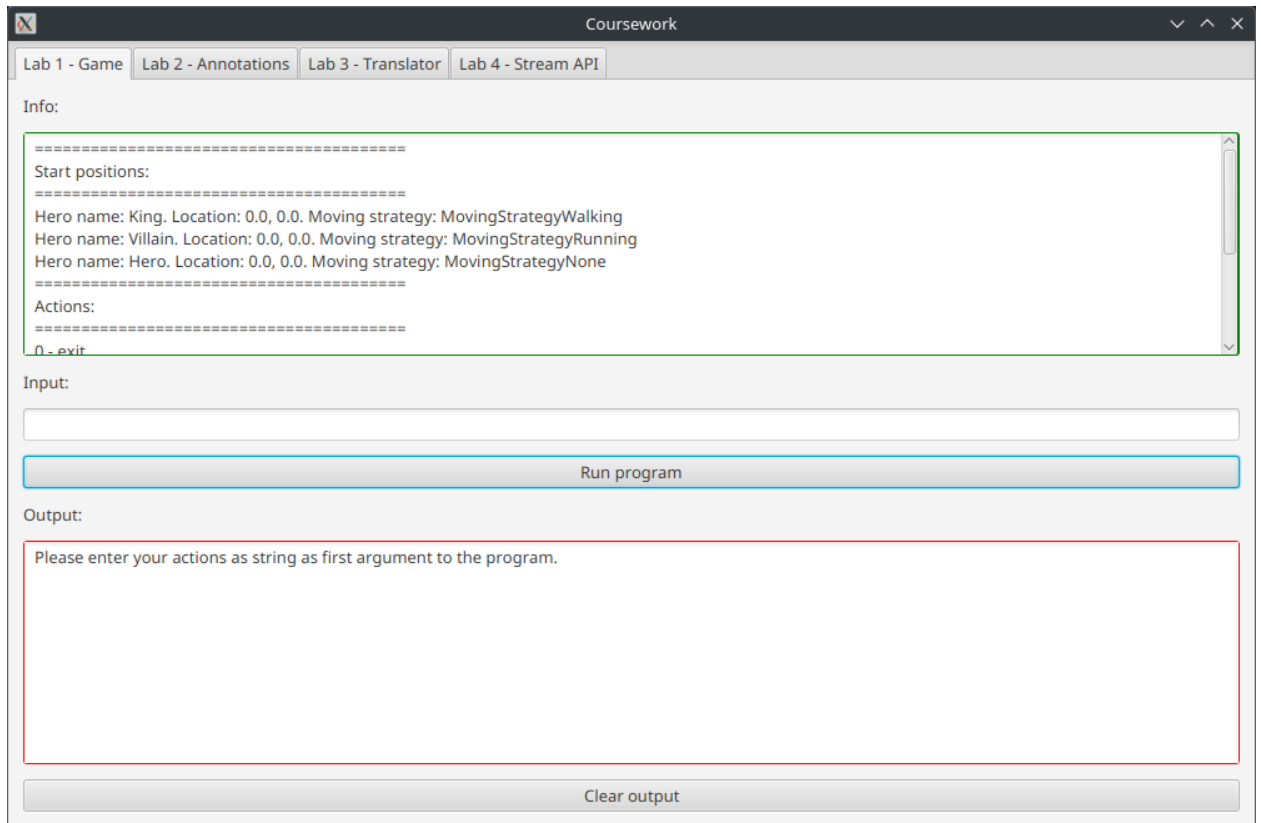 Coursework
Lab 1 - Game
Lab 2 - Annotations
Lab 3 - Translator
Lab 4 - Stream API
Info:
========================================
Start positions:
========================================
Hero name: King. Location: 0.0, 0.0. Moving strategy: MovingStrategyWalking
Hero name: Villain. Location: 0.0, 0.0. Moving strategy: MovingStrategyRunning
Hero name: Hero. Location: 0.0, 0.0. Moving strategy: MovingStrategyNone
========================================
Actions:
========================================
0 - exit
Input:
Run program
Output:
Please enter your actions as string as first argument to the program.
Clear output